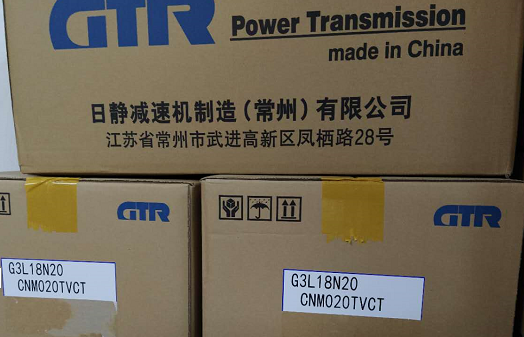 GTR
Power Transmission
made in China
日静减速机制造（常州）有限公司
江苏省常州市武进高新区凤栖路28号
GTR
G3L18N20
CNM020TVCT
GTR
G3L18N20
CNM020TVCT